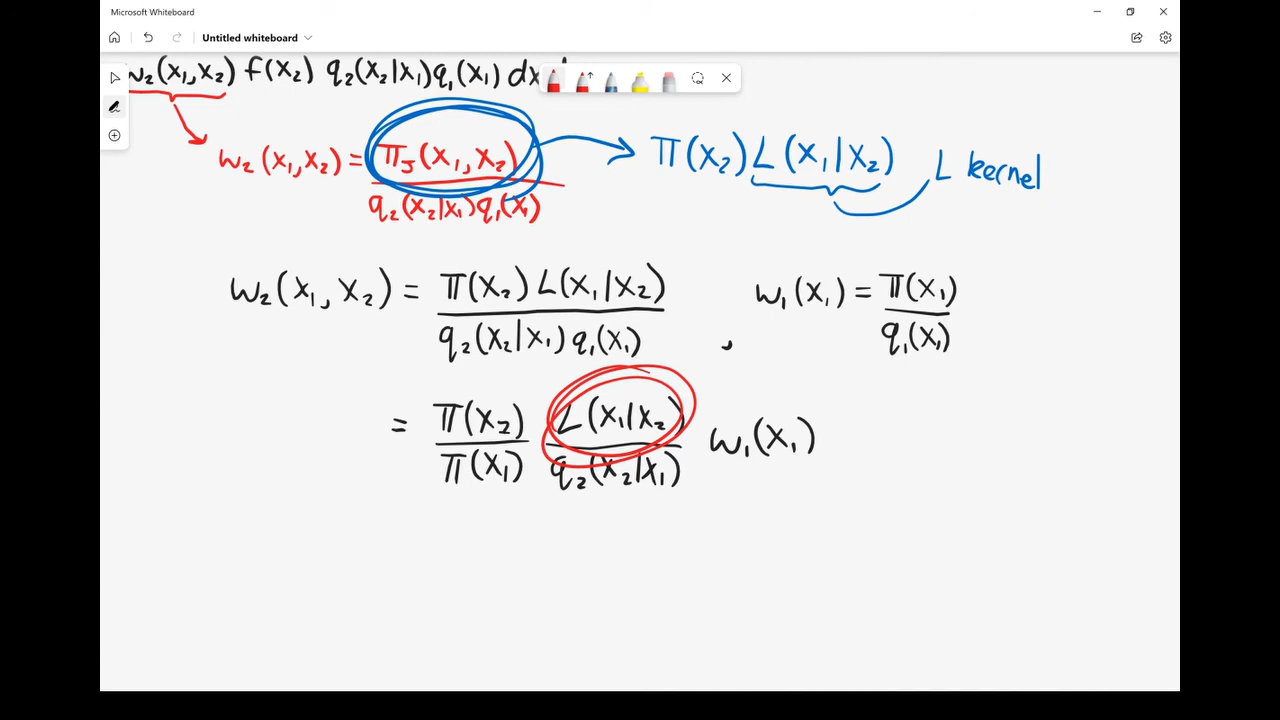 Microsoft Whiteboard
Untitled whiteboard
w₂(x₁,x₂) f(x₂) q₂(x₂|x₁)q₁(x₁) dx
w₂(x₁,x₂) = π_J(x₁,x₂) / q₂(x₂|x₁)q₁(x₁) → π(x₂)L(x₁|x₂) L kernel
w₂(x₁,x₂) = π(x₂)L(x₁|x₂) / q₂(x₂|x₁)q₁(x₁) , w₁(x₁) = π(x₁) / q₁(x₁)
= π(x₂)/π(x₁) L(x₁|x₂)/q₂(x₂|x₁) w₁(x₁)